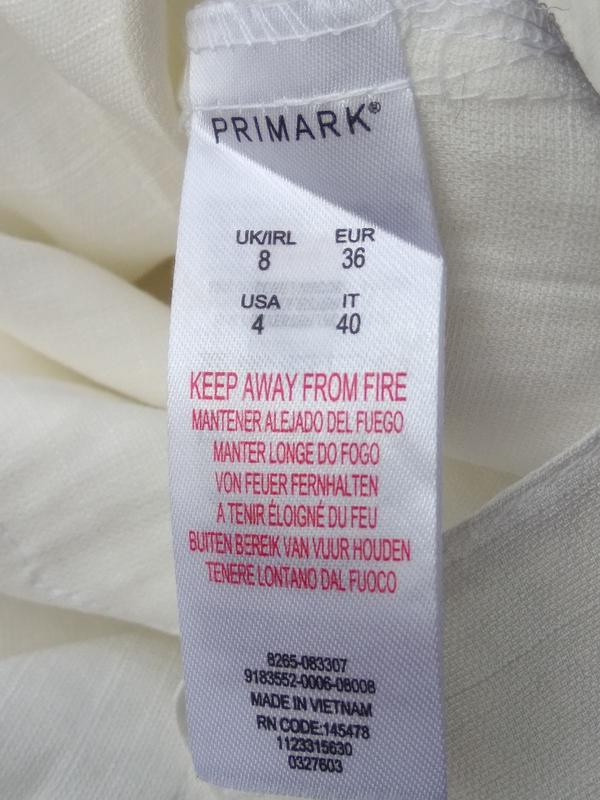 PRIMARK®
UK/IRL EUR
8 36
USA IT
4 40
KEEP AWAY FROM FIRE
MANTENER ALEJADO DEL FUEGO
MANTER LONGE DO FOGO
VON FEUER FERNHALTEN
A TENIR ÉLOIGNÉ DU FEU
BUITEN BEREIK VAN VUUR HOUDEN
TENERE LONTANO DAL FUOCO
8265-083307
9183552-0006-08008
MADE IN VIETNAM
RN CODE:145478
1123315630
0327603